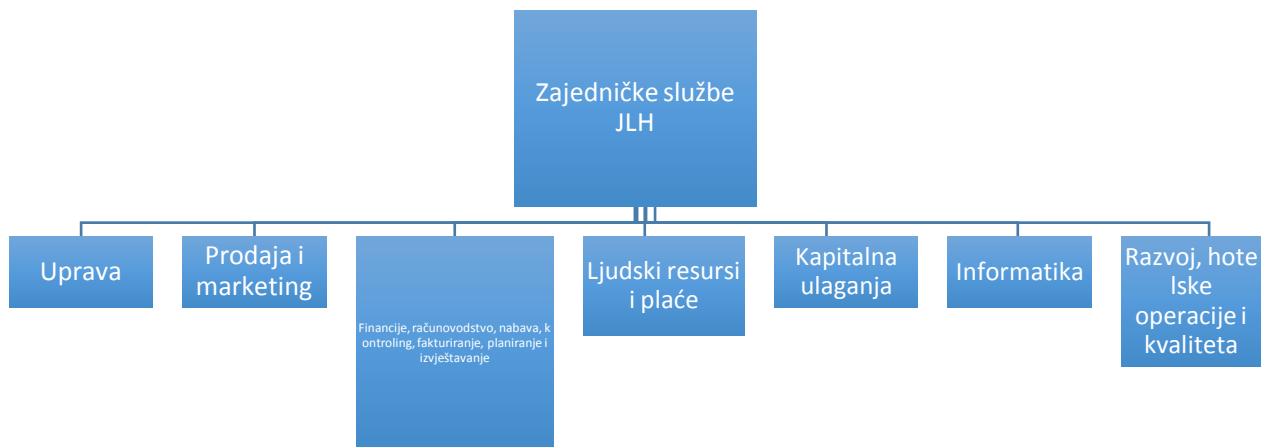 Zajedničke službe
JLH
Uprava
Prodaja i
marketing
Financije, računovodstvo, nabava, k
ontroling, fakturiranje, planiranje i
izvještavanje
Ljudski resursi
i plaće
Kapitalna
ulaganja
Informatika
Razvoj, hote
lske
operacije i
kvaliteta